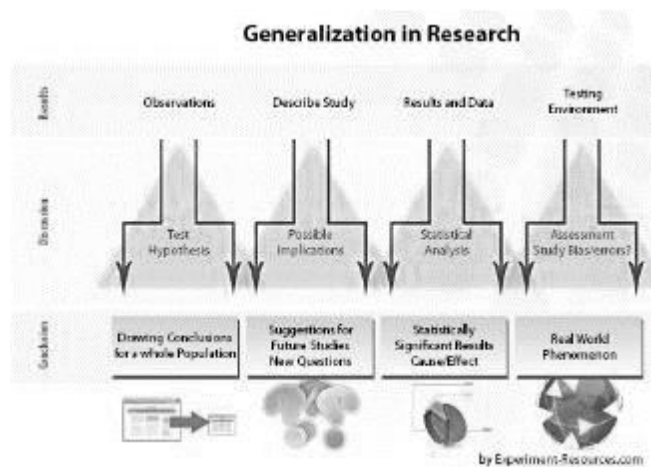 Generalization in Research
Results
Observations
Describe Study
Results and Data
Testing
Environment
Discussion
Test
Hypothesis
Possible
Implications
Statistical
Analysis
Assessment
Study Bias/errors?
Conclusion
Drawing Conclusions
for a whole Population
Suggestions for
Future Studies
New Questions
Statistically
Significant Results
Cause/Effect
Real World
Phenomenon
by Experiment-Resources.com